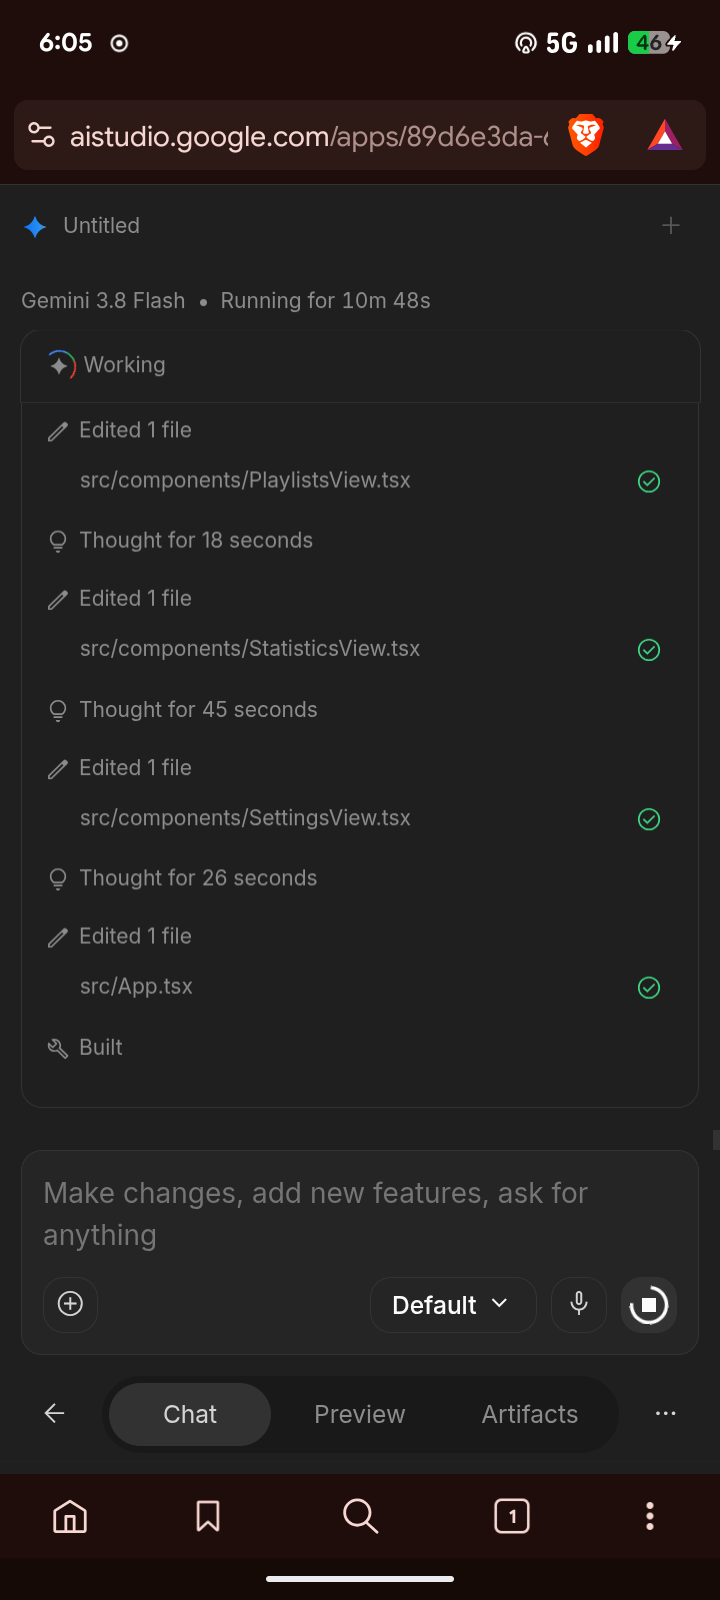 6:05
5G
46
aistudio.google.com/apps/89d6e3da-
Untitled
Gemini 3.8 Flash • Running for 10m 48s
Working
Edited 1 file
src/components/PlaylistsView.tsx
Thought for 18 seconds
Edited 1 file
src/components/StatisticsView.tsx
Thought for 45 seconds
Edited 1 file
src/components/SettingsView.tsx
Thought for 26 seconds
Edited 1 file
src/App.tsx
Built
Make changes, add new features, ask for
anything
Default
Chat
Preview
Artifacts
1